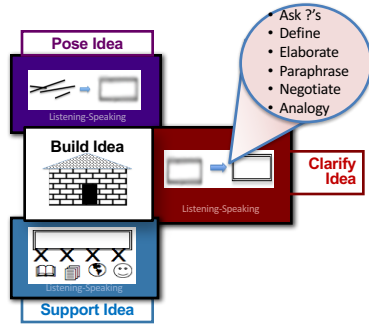 Pose Idea
Listening-Speaking
Build Idea
• Ask ?'s
• Define
• Elaborate
• Paraphrase
• Negotiate
• Analogy
Listening-Speaking
Clarify
Idea
Listening-Speaking
Support Idea